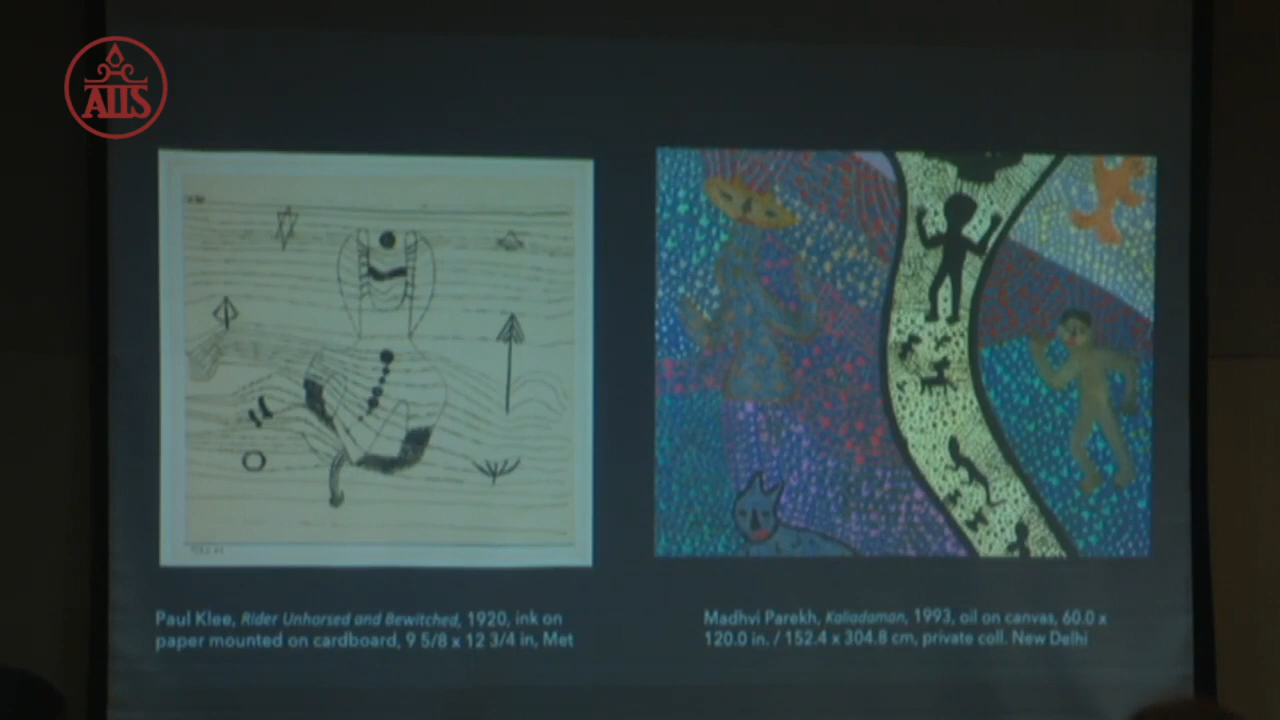 AIIS
Paul Klee, Rider Unhorsed and Bewitched, 1920, ink on
paper mounted on cardboard, 9 5/8 x 12 3/4 in, Met
Madhvi Parekh, Kaliadaman, 1993, oil on canvas, 60.0 x
120.0 in. / 152.4 x 304.8 cm, private coll. New Delhi